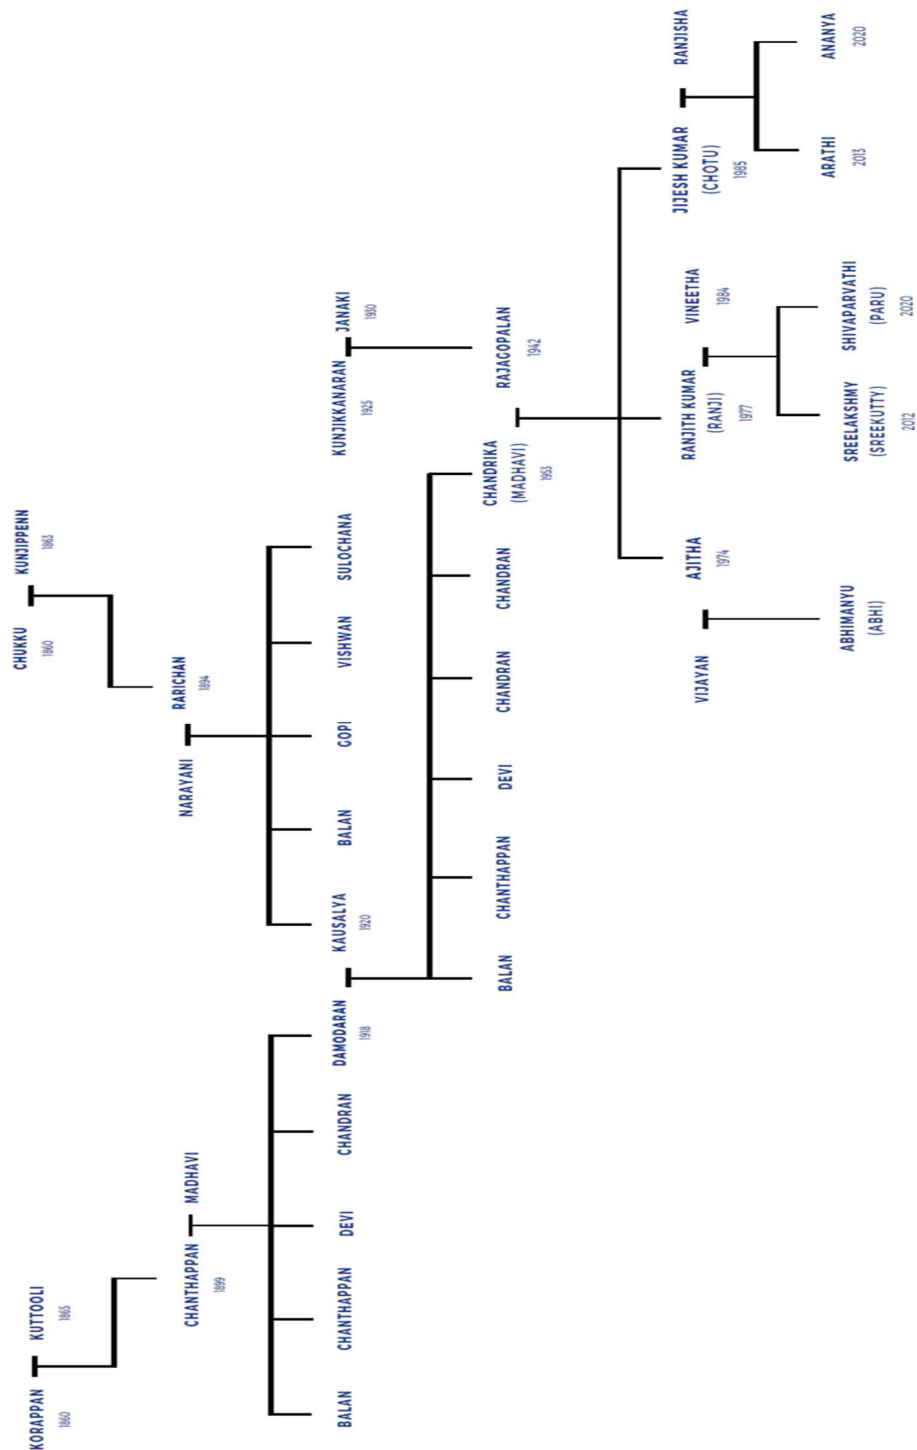 KORAPPAN
1860
KUTTOOLI
1865
CHUKKU
1860
KUNJIPPENN
1863
CHANTHAPPAN
1899
MADHAVI
NARAYANI
RARICHAN
1894
BALAN
CHANTHAPPAN
DEVI
CHANDRAN
DAMODARAN
1918
KAUSALYA
1920
BALAN
GOPI
VISHWAN
SULOCHANA
KUNJIKKANARAN
1925
JANAKI
1930
BALAN
CHANTHAPPAN
DEVI
CHANDRAN
CHANDRAN
CHANDRIKA
(MADHAVI)
1953
RAJAGOPALAN
1942
VIJAYAN
AJITHA
1974
RANJITH KUMAR
(RANJI)
1977
VINEETHA
1984
JIJESH KUMAR
(CHOTU)
1985
RANJISHA
ABHIMANYU
(ABHI)
SREELAKSHMY
(SREEKUTTY)
2012
SHIVAPARVATHI
(PARU)
2020
ARATHI
2013
ANANYA
2020